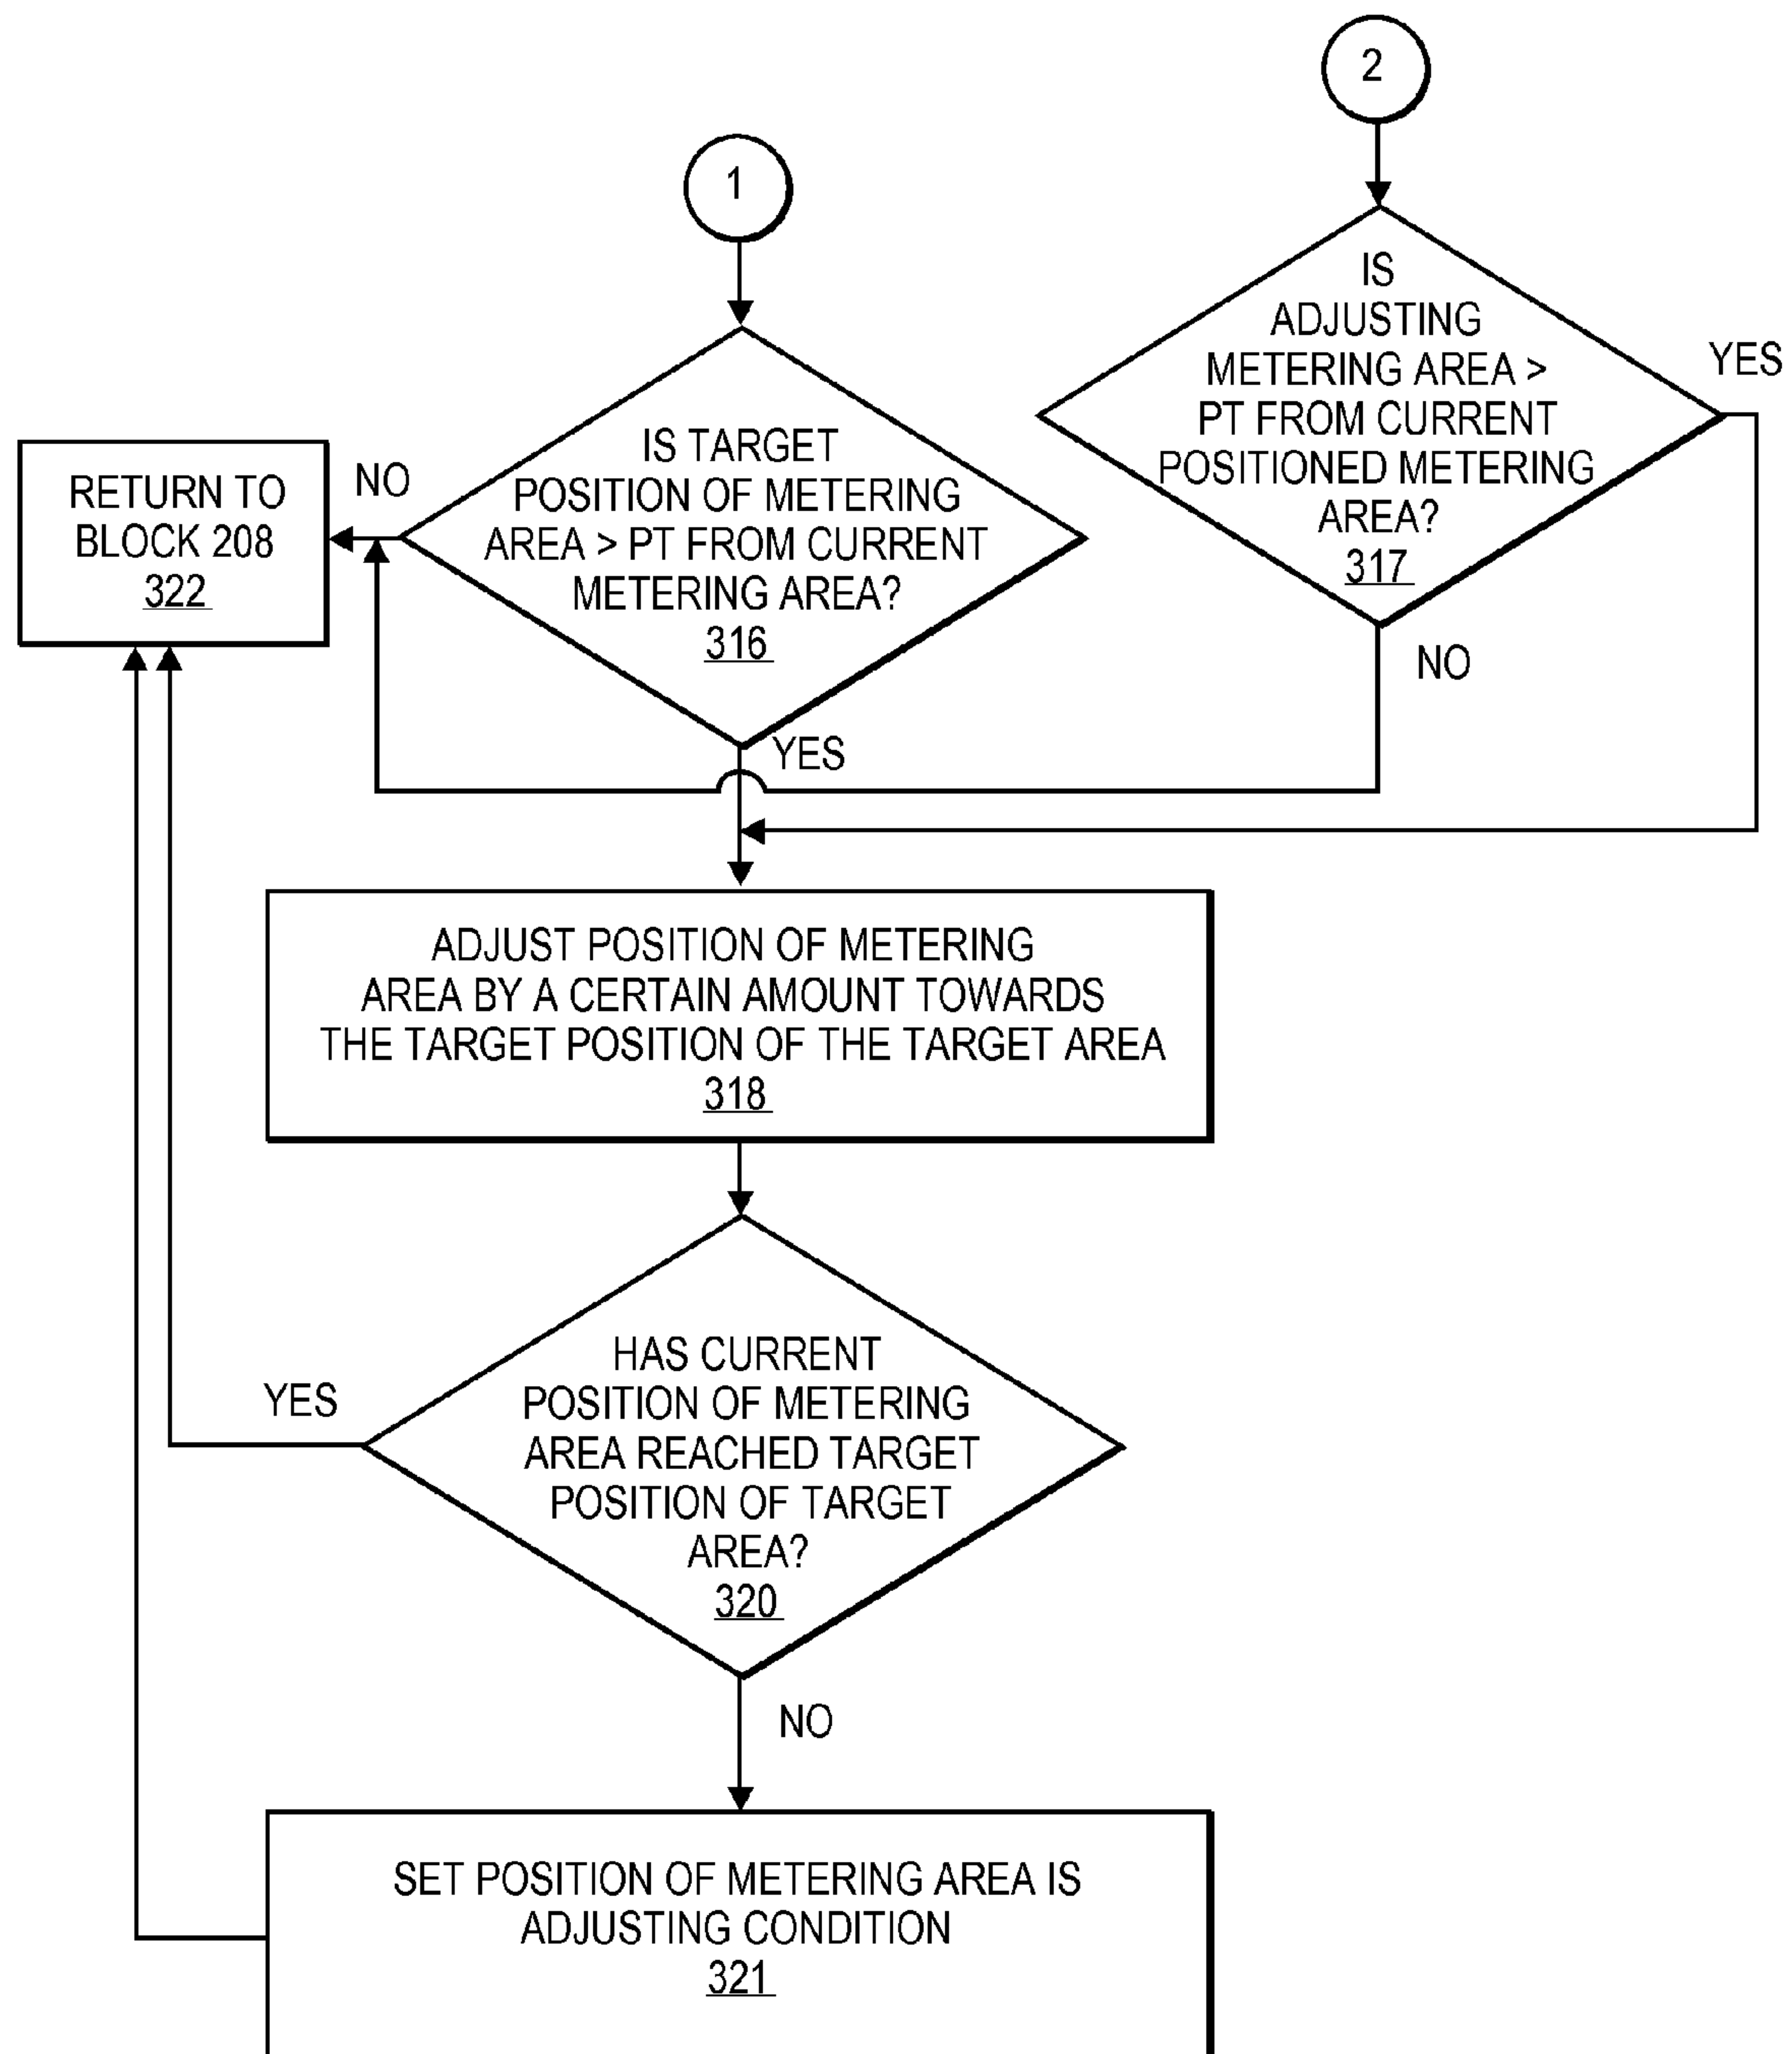 2
1
IS
ADJUSTING
METERING AREA >
PT FROM CURRENT
POSITIONED METERING
AREA?
317
YES
NO
RETURN TO
BLOCK 208
322
NO
IS TARGET
POSITION OF METERING
AREA > PT FROM CURRENT
METERING AREA?
316
YES
ADJUST POSITION OF METERING
AREA BY A CERTAIN AMOUNT TOWARDS
THE TARGET POSITION OF THE TARGET AREA
318
HAS CURRENT
POSITION OF METERING
AREA REACHED TARGET
POSITION OF TARGET
AREA?
320
YES
NO
SET POSITION OF METERING AREA IS
ADJUSTING CONDITION
321